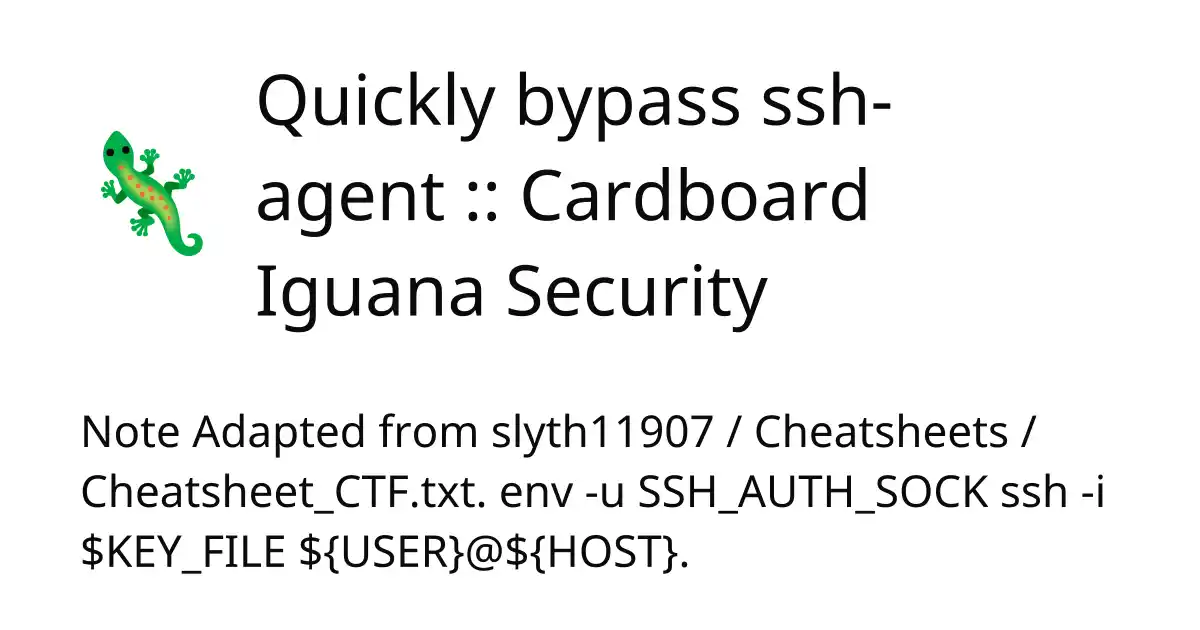 Quickly bypass ssh-
agent :: Cardboard
Iguana Security
Note Adapted from slyth11907 / Cheatsheets /
Cheatsheet_CTF.txt. env -u SSH_AUTH_SOCK ssh -i
$KEY_FILE ${USER}@${HOST}.